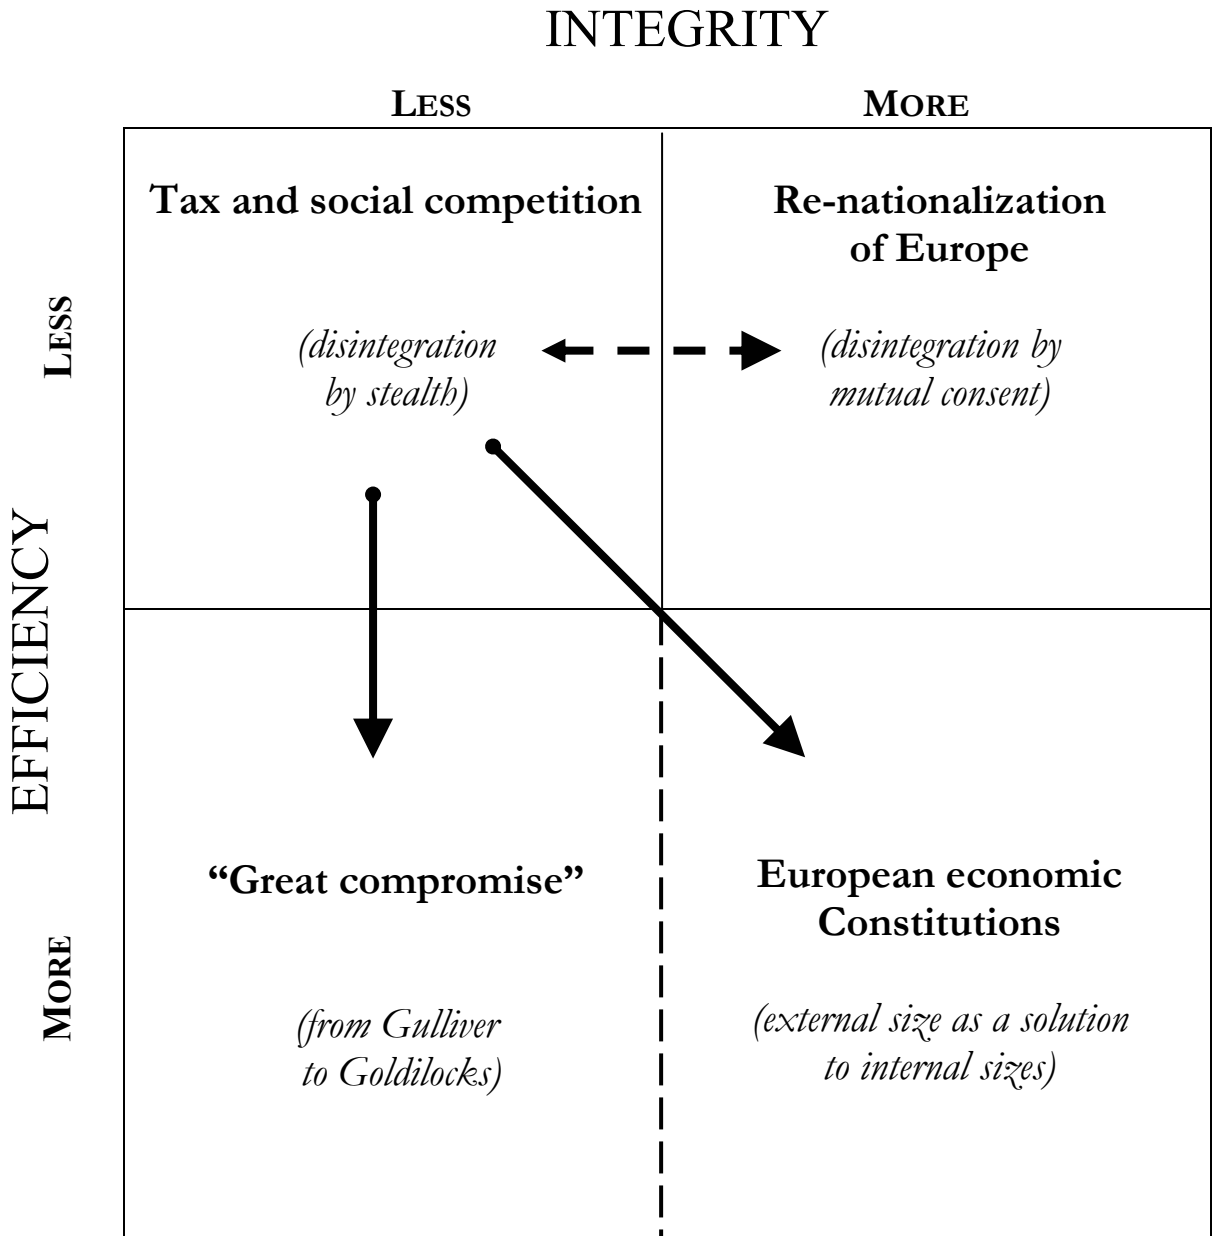 INTEGRITY
LESS
MORE
Tax and social competition
Re-nationalization
of Europe
LESS
(disintegration
by stealth)
(disintegration by
mutual consent)
EFFICIENCY
“Great compromise”
European economic
Constitutions
MORE
(from Gulliver
to Goldilocks)
(external size as a solution
to internal sizes)